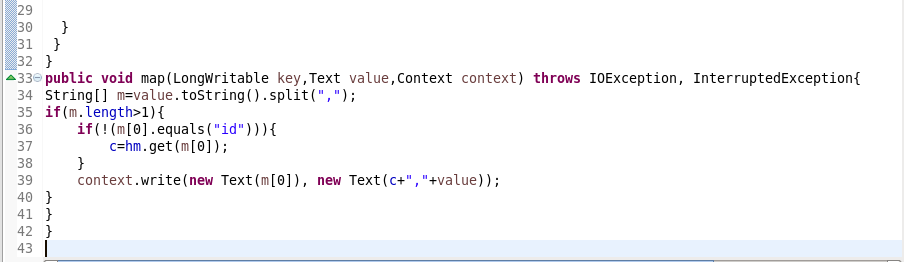 29
30 }
31 }
32 }
33 public void map(LongWritable key,Text value,Context context) throws IOException, InterruptedException{
34 String[] m=value.toString().split(",");
35 if(m.length>1){
36 if(!(m[0].equals("id"))){
37 c=hm.get(m[0]);
38 }
39 context.write(new Text(m[0]), new Text(c+","+value));
40 }
41 }
42 }
43